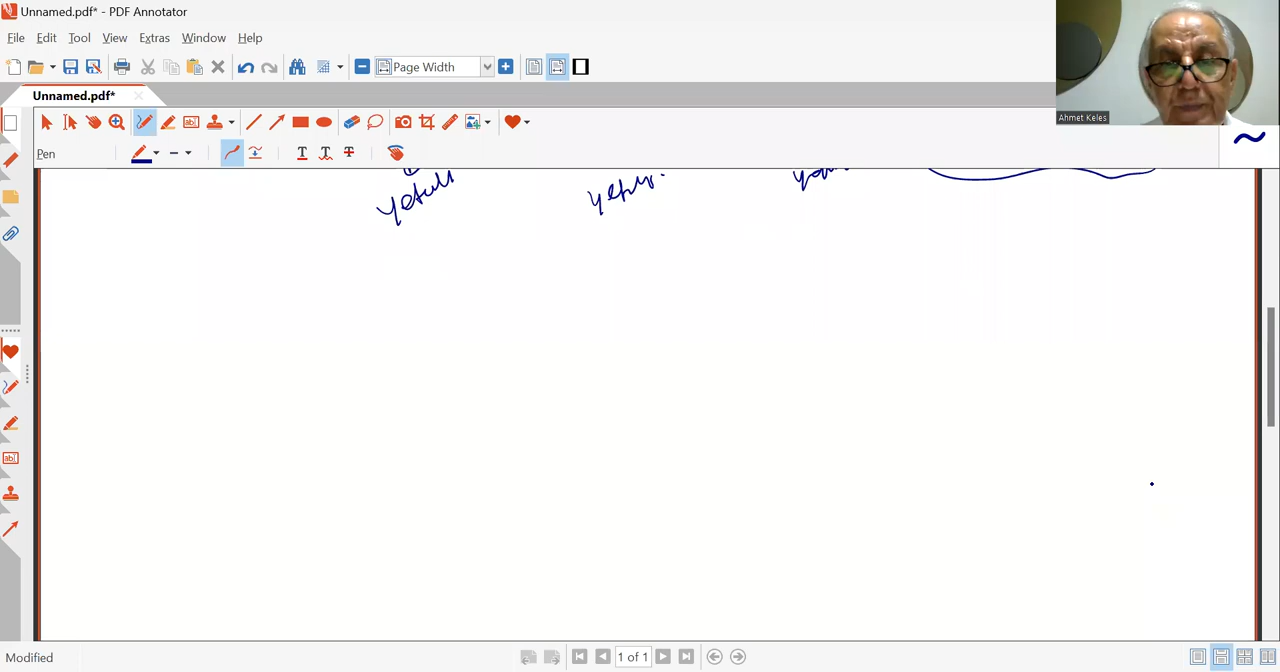 Unnamed.pdf* - PDF Annotator
File Edit Tool View Extras Window Help
Page Width
Unnamed.pdf*
Ahmet Keles
Pen
Modified
1 of 1